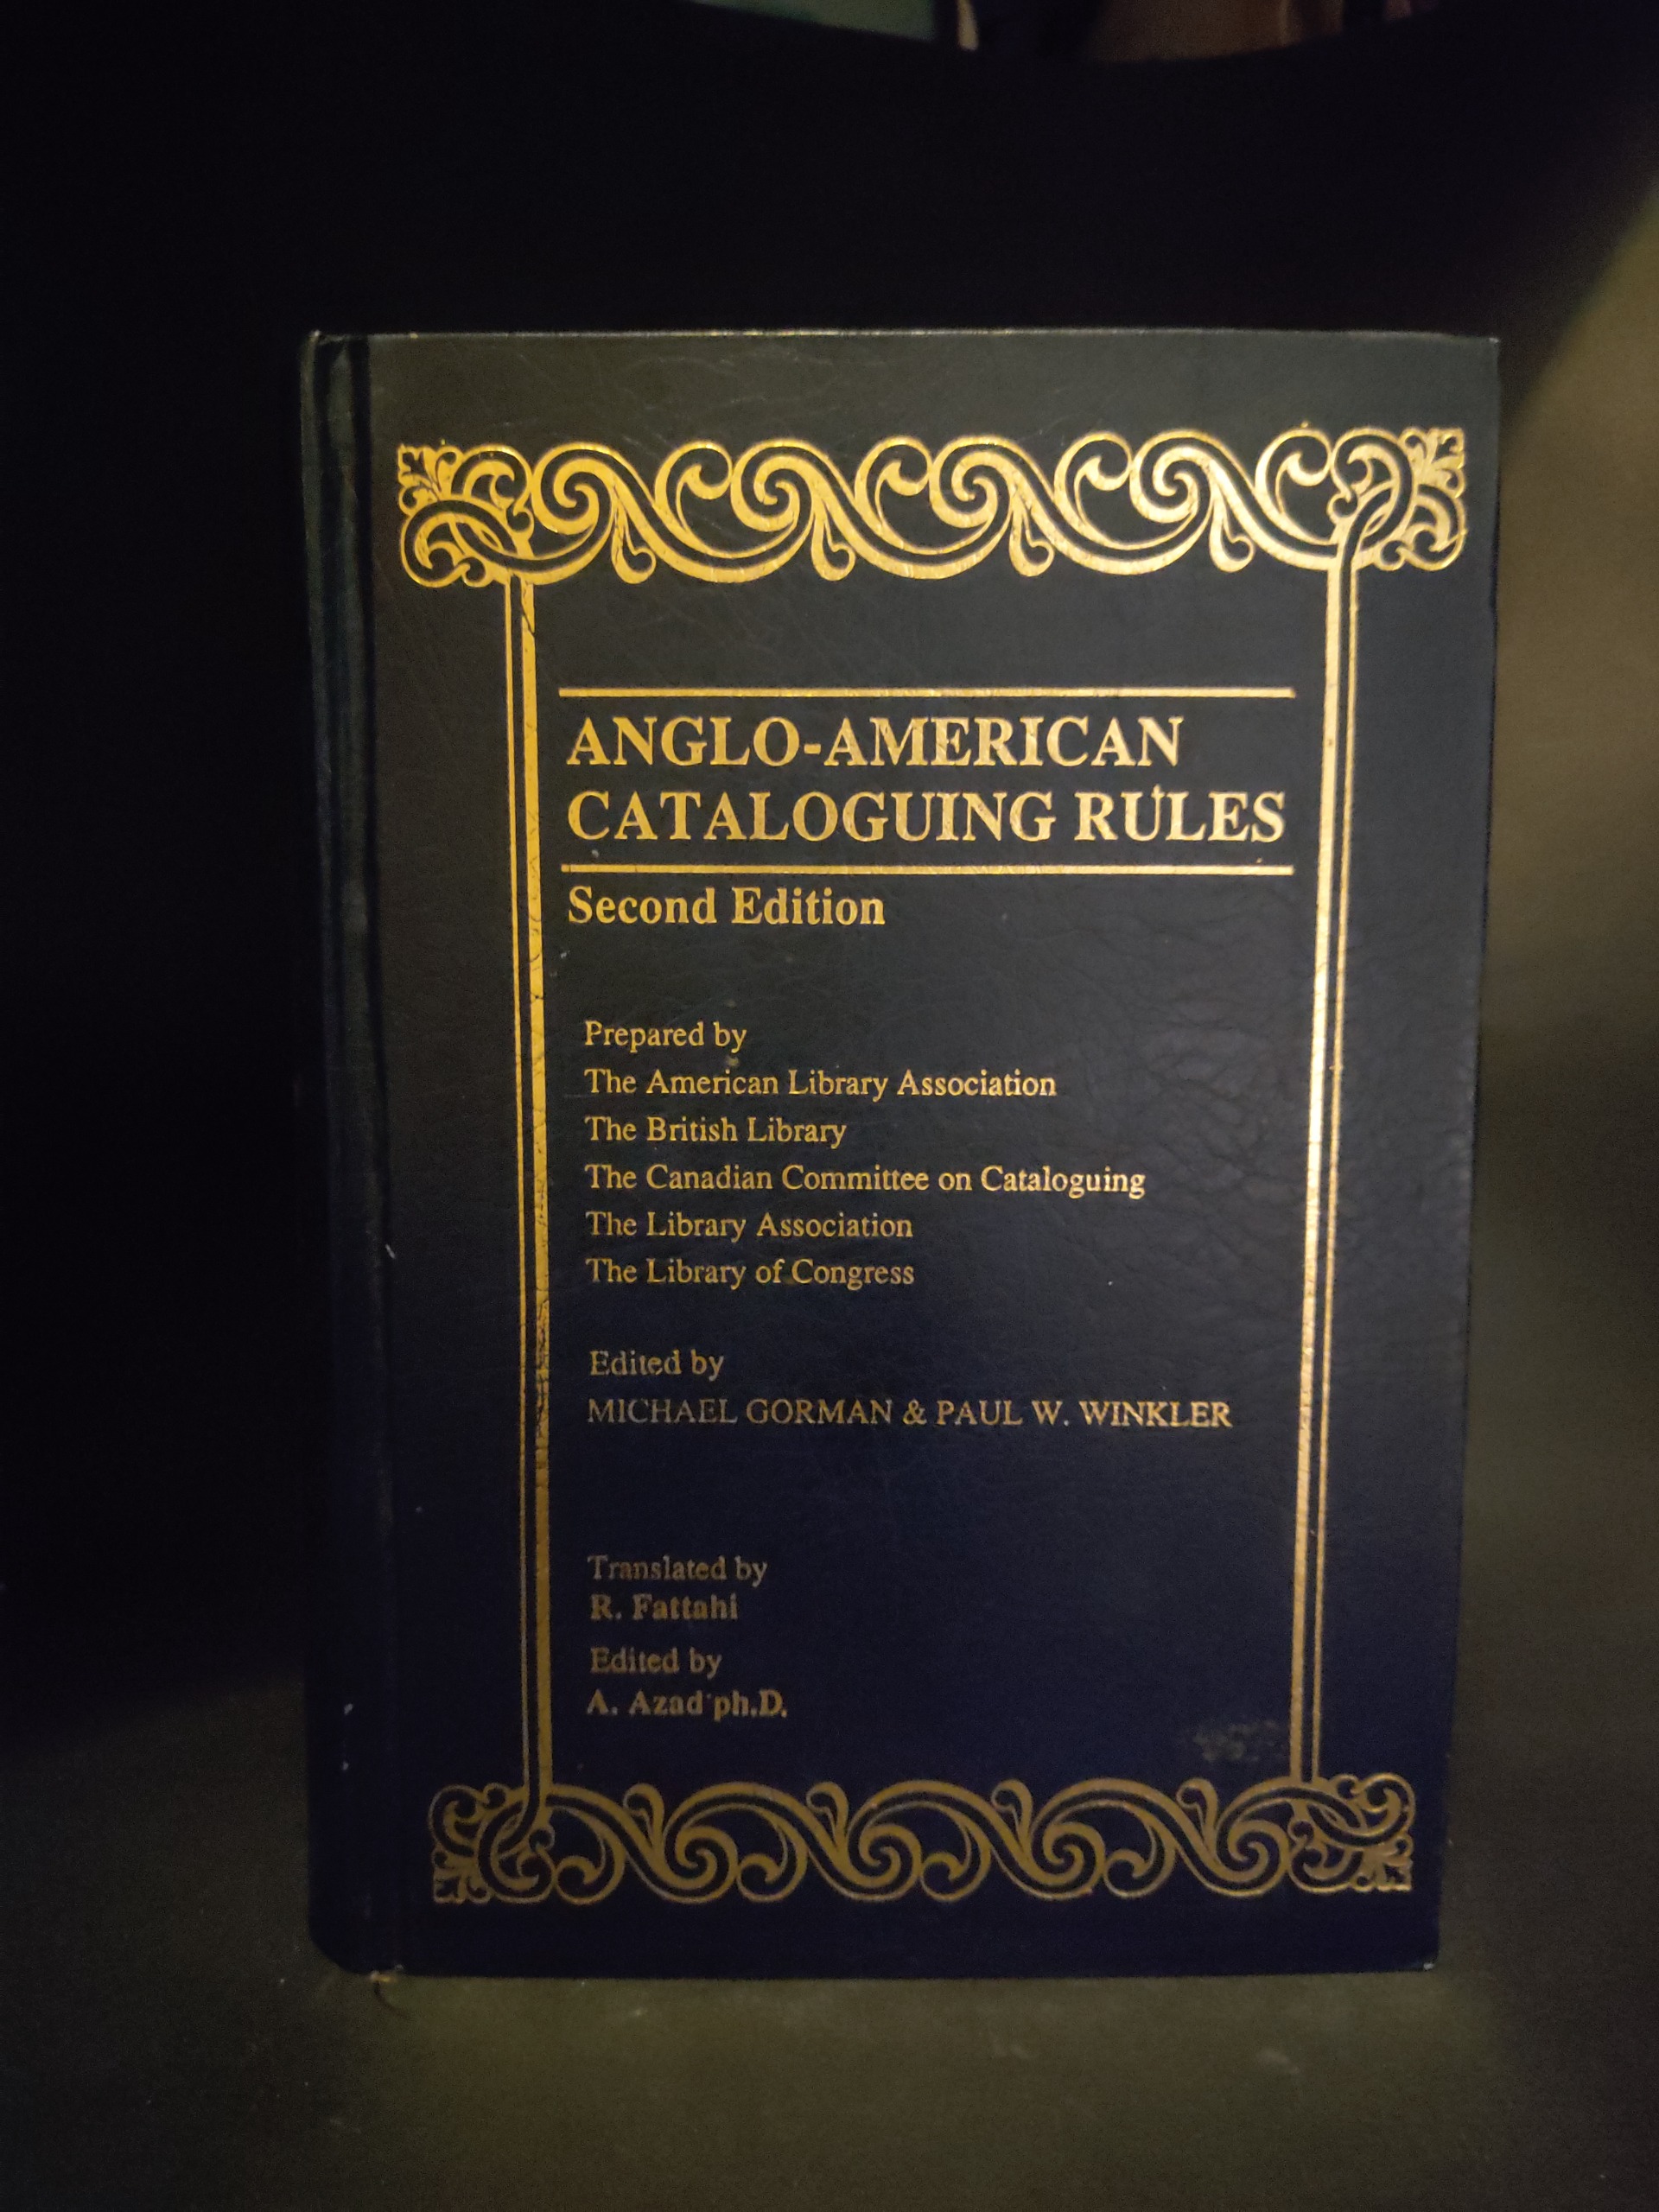 ANGLO-AMERICAN
CATALOGUING RULES
Second Edition
Prepared by
The American Library Association
The British Library
The Canadian Committee on Cataloguing
The Library Association
The Library of Congress
Edited by
MICHAEL GORMAN & PAUL W. WINKLER
Translated by
R. Fattahi
Edited by
A. Azad ph.D.